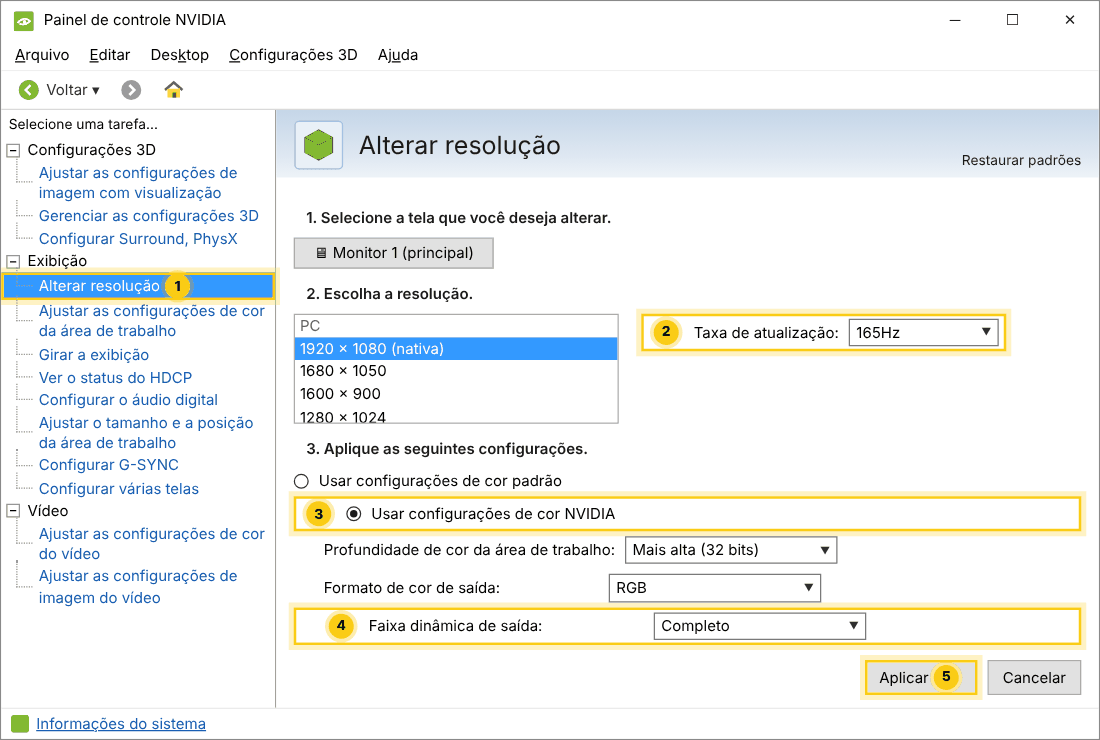 Painel de controle NVIDIA
Arquivo Editar Desktop Configurações 3D Ajuda
Voltar ▾
Selecione uma tarefa...
Configurações 3D
Ajustar as configurações de
imagem com visualização
Gerenciar as configurações 3D
Configurar Surround, PhysX
Exibição
Alterar resolução 1
Ajustar as configurações de cor
da área de trabalho
Girar a exibição
Ver o status do HDCP
Configurar o áudio digital
Ajustar o tamanho e a posição
da área de trabalho
Configurar G-SYNC
Configurar várias telas
Vídeo
Ajustar as configurações de cor
do vídeo
Ajustar as configurações de
imagem do vídeo
Alterar resolução
Restaurar padrões
1. Selecione a tela que você deseja alterar.
Monitor 1 (principal)
2. Escolha a resolução.
PC
1920 × 1080 (nativa)
1680 × 1050
1600 × 900
1280 × 1024
2 Taxa de atualização: 165Hz
3. Aplique as seguintes configurações.
Usar configurações de cor padrão
3 Usar configurações de cor NVIDIA
Profundidade de cor da área de trabalho: Mais alta (32 bits)
Formato de cor de saída: RGB
4 Faixa dinâmica de saída: Completo
Aplicar 5 Cancelar
Informações do sistema